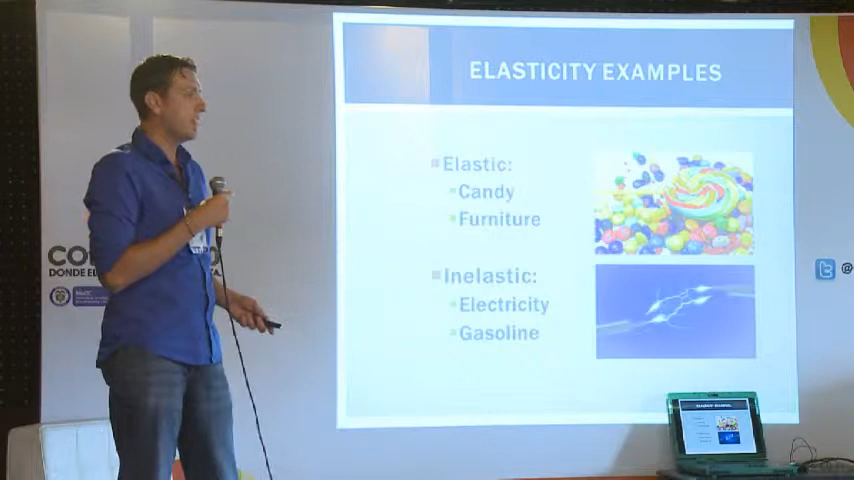 ELASTICITY EXAMPLES
Elastic:
Candy
Furniture
Inelastic:
Electricity
Gasoline
DONDE EL
@